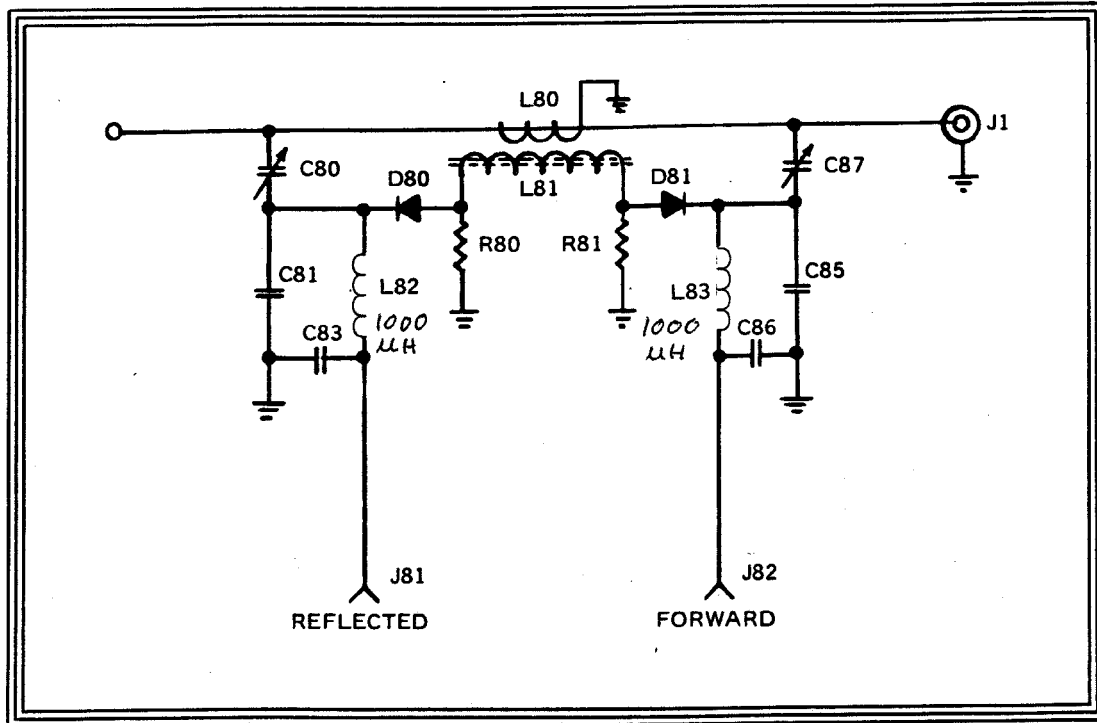 L80
J1
C80
D80
L81
D81
C87
R80
R81
C81
L82
L83
C85
1000
μH
1000
μH
C83
C86
J81
J82
REFLECTED
FORWARD